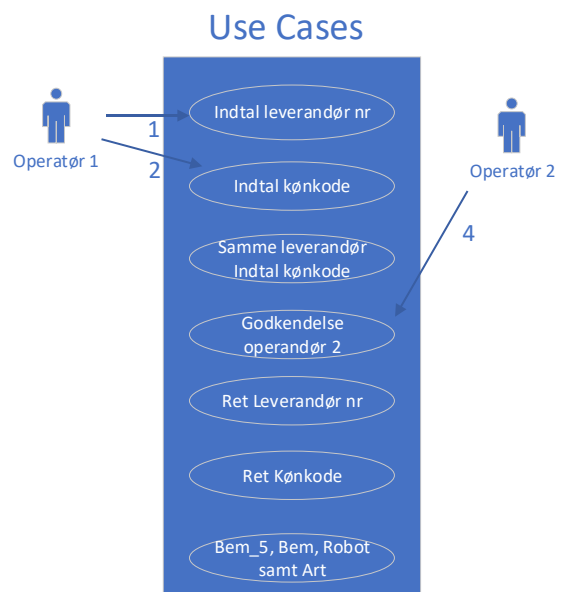 Use Cases
Indtal leverandør nr
1
Operatør 1
2
Operatør 2
Indtal kønkode
4
Samme leverandør
Indtal kønkode
Godkendelse
operandør 2
Ret Leverandør nr
Ret Kønkode
Bem_5, Bem, Robot
samt Art